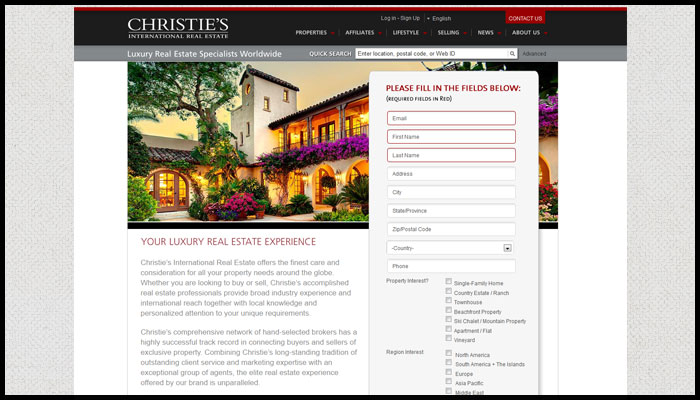 CHRISTIE'S
INTERNATIONAL REAL ESTATE
Log in - Sign Up
English
CONTACT US
PROPERTIES AFFILIATES LIFESTYLE SELLING NEWS ABOUT US
Luxury Real Estate Specialists Worldwide
QUICK SEARCH
Enter location, postal code, or Web ID
Advanced
PLEASE FILL IN THE FIELDS BELOW:
(REQUIRED FIELDS IN RED)
Email
First Name
Last Name
Address
City
State/Province
Zip/Postal Code
-Country-
Phone
Property Interest?
Single-Family Home
Country Estate / Ranch
Townhouse
Beachfront Property
Ski Chalet / Mountain Property
Apartment / Flat
Vineyard
Region Interest
North America
South America + The Islands
Europe
Asia Pacific
Middle East
YOUR LUXURY REAL ESTATE EXPERIENCE
Christie's International Real Estate offers the finest care and
consideration for all your property needs around the globe.
Whether you are looking to buy or sell, Christie's accomplished
real estate professionals provide broad industry experience and
international reach together with local knowledge and
personalized attention to your unique requirements.
Christie's comprehensive network of hand-selected brokers has a
highly successful track record in connecting buyers and sellers of
exclusive property. Combining Christie's long-standing tradition of
outstanding client service and marketing expertise with an
exceptional group of agents, the elite real estate experience
offered by our brand is unparalleled.